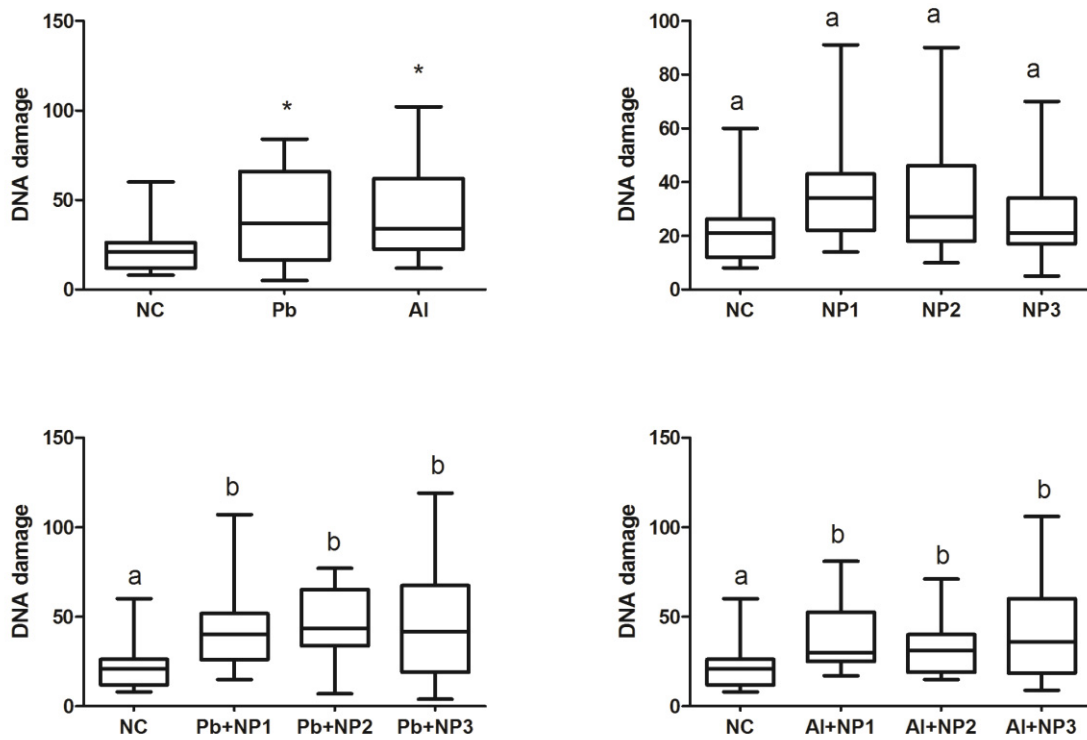 DNA damage
150
100
50
0
*
*
NC Pb Al
DNA damage
100
80
60
40
20
0
a
a
a
a
NC NP1 NP2 NP3
DNA damage
150
100
50
0
a
b
b
b
NC Pb+NP1 Pb+NP2 Pb+NP3
DNA damage
150
100
50
0
a
b
b
b
NC Al+NP1 Al+NP2 Al+NP3